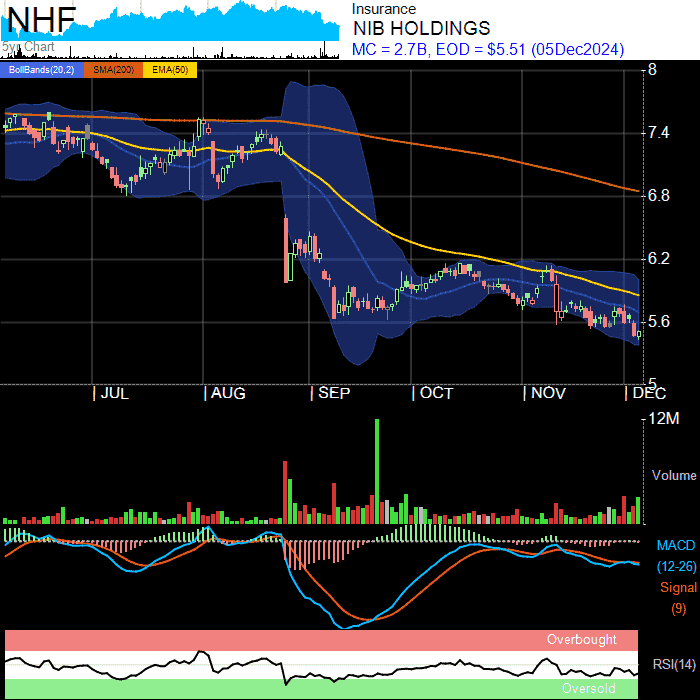 NHF
5yr Chart
Insurance
NIB HOLDINGS
MC = 2.7B, EOD = $5.51 (05Dec2024)
BollBands(20,2) SMA(200) EMA(50)
8
7.4
6.8
6.2
5.6
5
| JUL | AUG | SEP | OCT | NOV | DEC
12M
Volume
MACD
(12-26)
Signal
(9)
Overbought
RSI(14)
Oversold